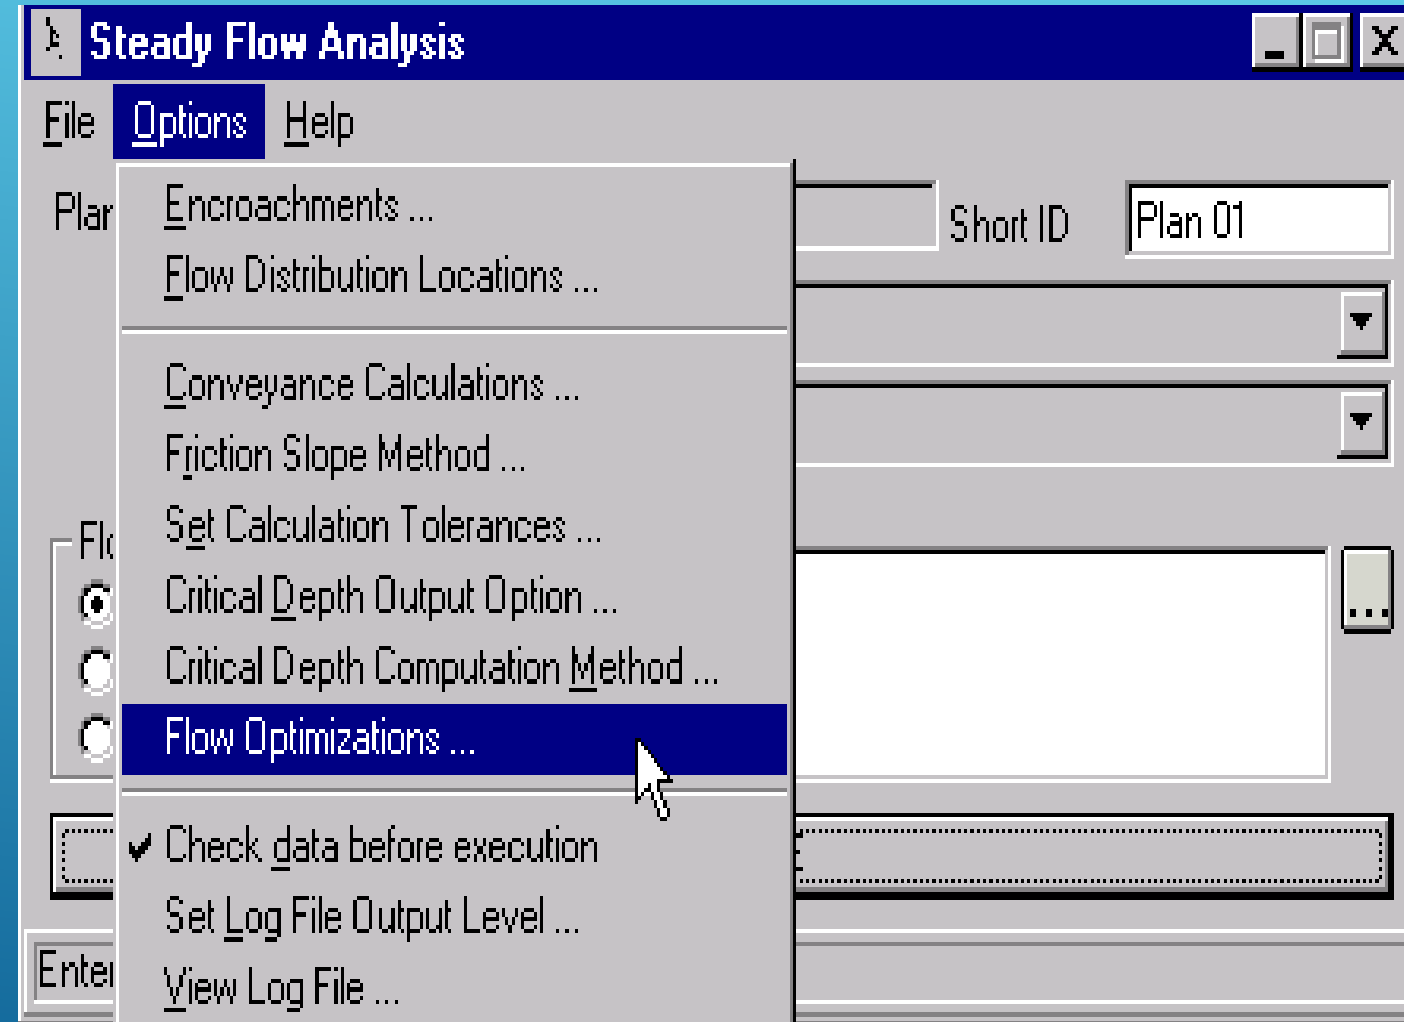 Steady Flow Analysis
File Options Help
Encroachments ...
Short ID Plan 01
Flow Distribution Locations ...
Conveyance Calculations ...
Friction Slope Method ...
Set Calculation Tolerances ...
Critical Depth Output Option ...
Critical Depth Computation Method ...
Flow Optimizations ...
Check data before execution
Set Log File Output Level ...
View Log File ...